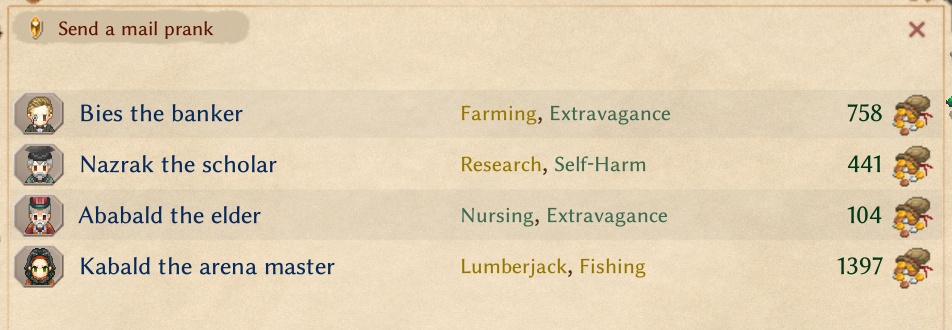 Send a mail prank
Bies the banker Farming, Extravagance 758
Nazrak the scholar Research, Self-Harm 441
Ababald the elder Nursing, Extravagance 104
Kabald the arena master Lumberjack, Fishing 1397